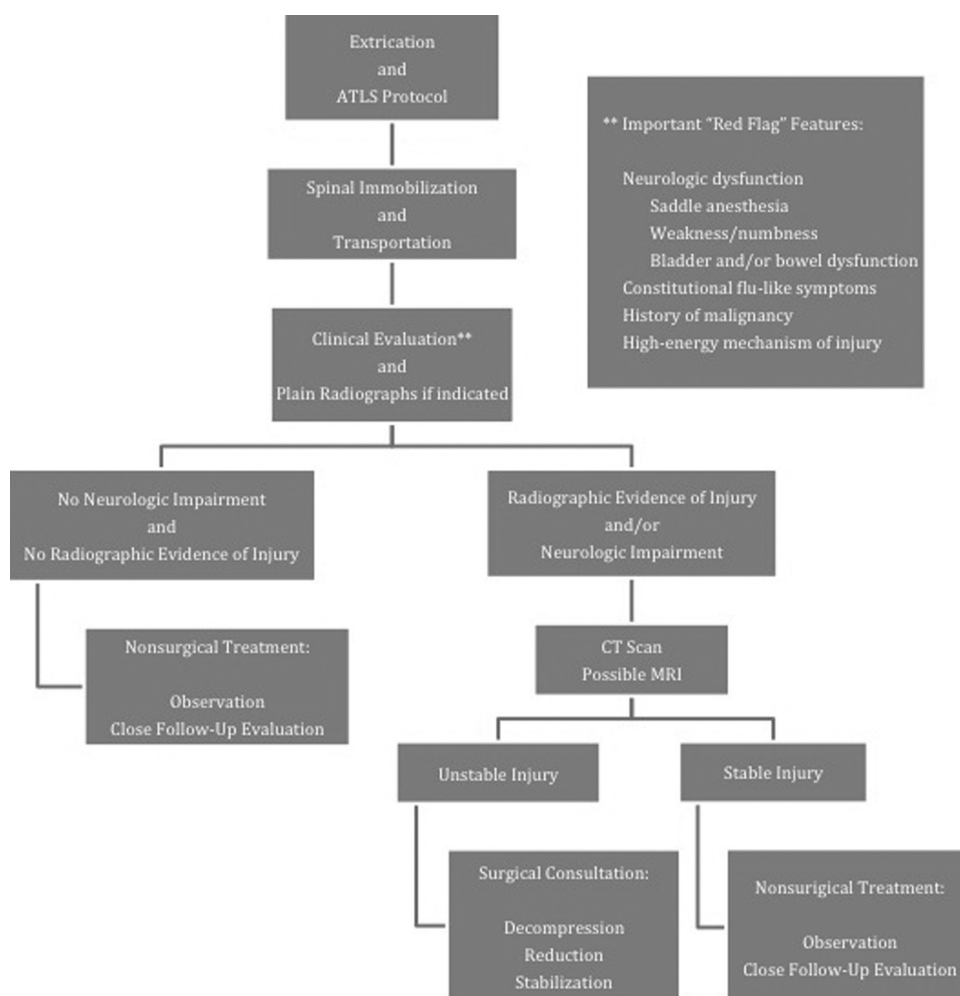 Extrication
and
ATLS Protocol
** Important “Red Flag” Features:
Neurologic dysfunction
Saddle anesthesia
Weakness/numbness
Bladder and/or bowel dysfunction
Constitutional flu-like symptoms
History of malignancy
High-energy mechanism of injury
Spinal Immobilization
and
Transportation
Clinical Evaluation**
and
Plain Radiographs if indicated
No Neurologic Impairment
and
No Radiographic Evidence of Injury
Radiographic Evidence of Injury
and/or
Neurologic Impairment
Nonsurgical Treatment:
Observation
Close Follow-Up Evaluation
CT Scan
Possible MRI
Unstable Injury
Stable Injury
Surgical Consultation:
Decompression
Reduction
Stabilization
Nonsurigical Treatment:
Observation
Close Follow-Up Evaluation